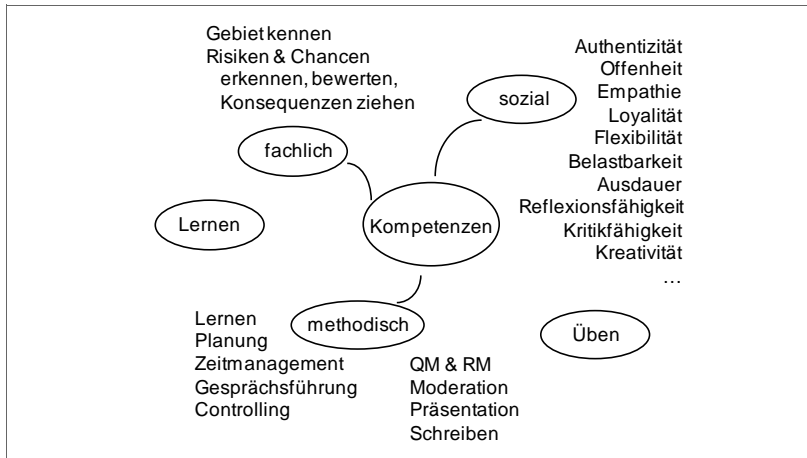 Gebiet kennen
Risiken & Chancen
erkennen, bewerten,
Konsequenzen ziehen
fachlich
sozial
Authentizität
Offenheit
Empathie
Loyalität
Flexibilität
Belastbarkeit
Ausdauer
Reflexionsfähigkeit
Kritikfähigkeit
Kreativität
…
Lernen
Kompetenzen
methodisch
Lernen
Planung
Zeitmanagement
Gesprächsführung
Controlling
QM & RM
Moderation
Präsentation
Schreiben
Üben